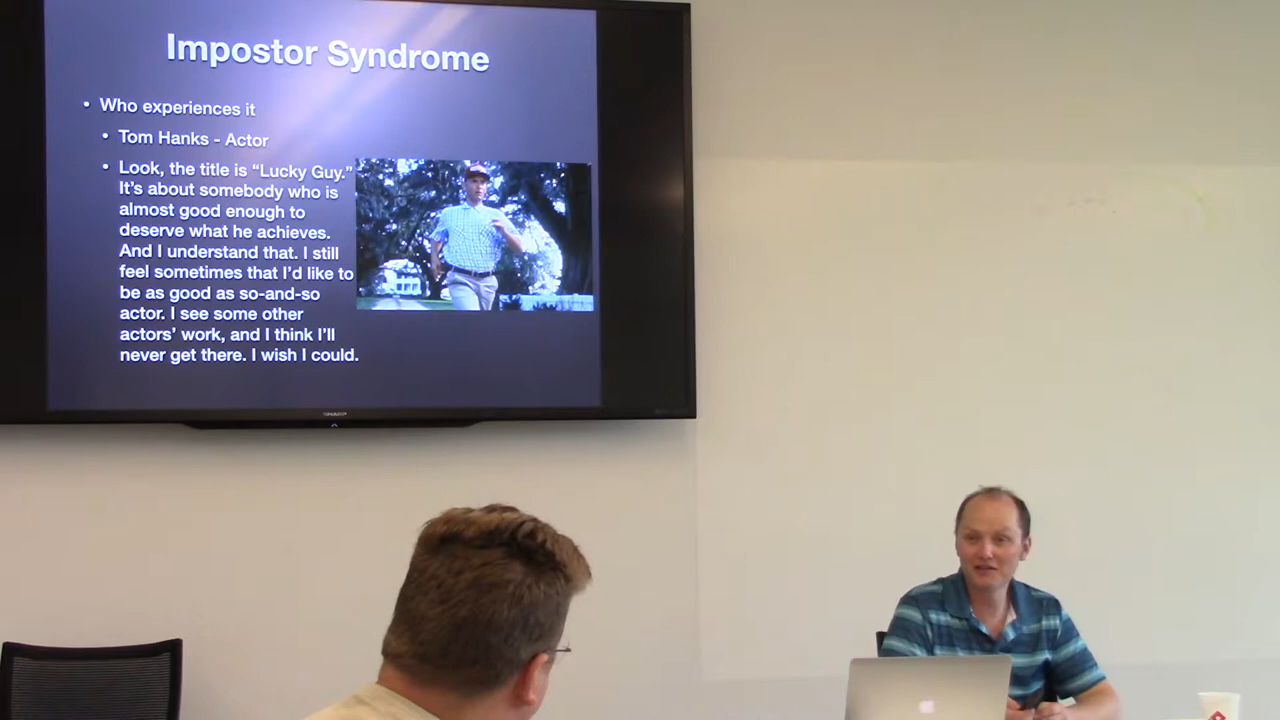 Impostor Syndrome
• Who experiences it
• Tom Hanks - Actor
• Look, the title is “Lucky Guy.”
It’s about somebody who is
almost good enough to
deserve what he achieves.
And I understand that. I still
feel sometimes that I’d like to
be as good as so-and-so
actor. I see some other
actors’ work, and I think I’ll
never get there. I wish I could.